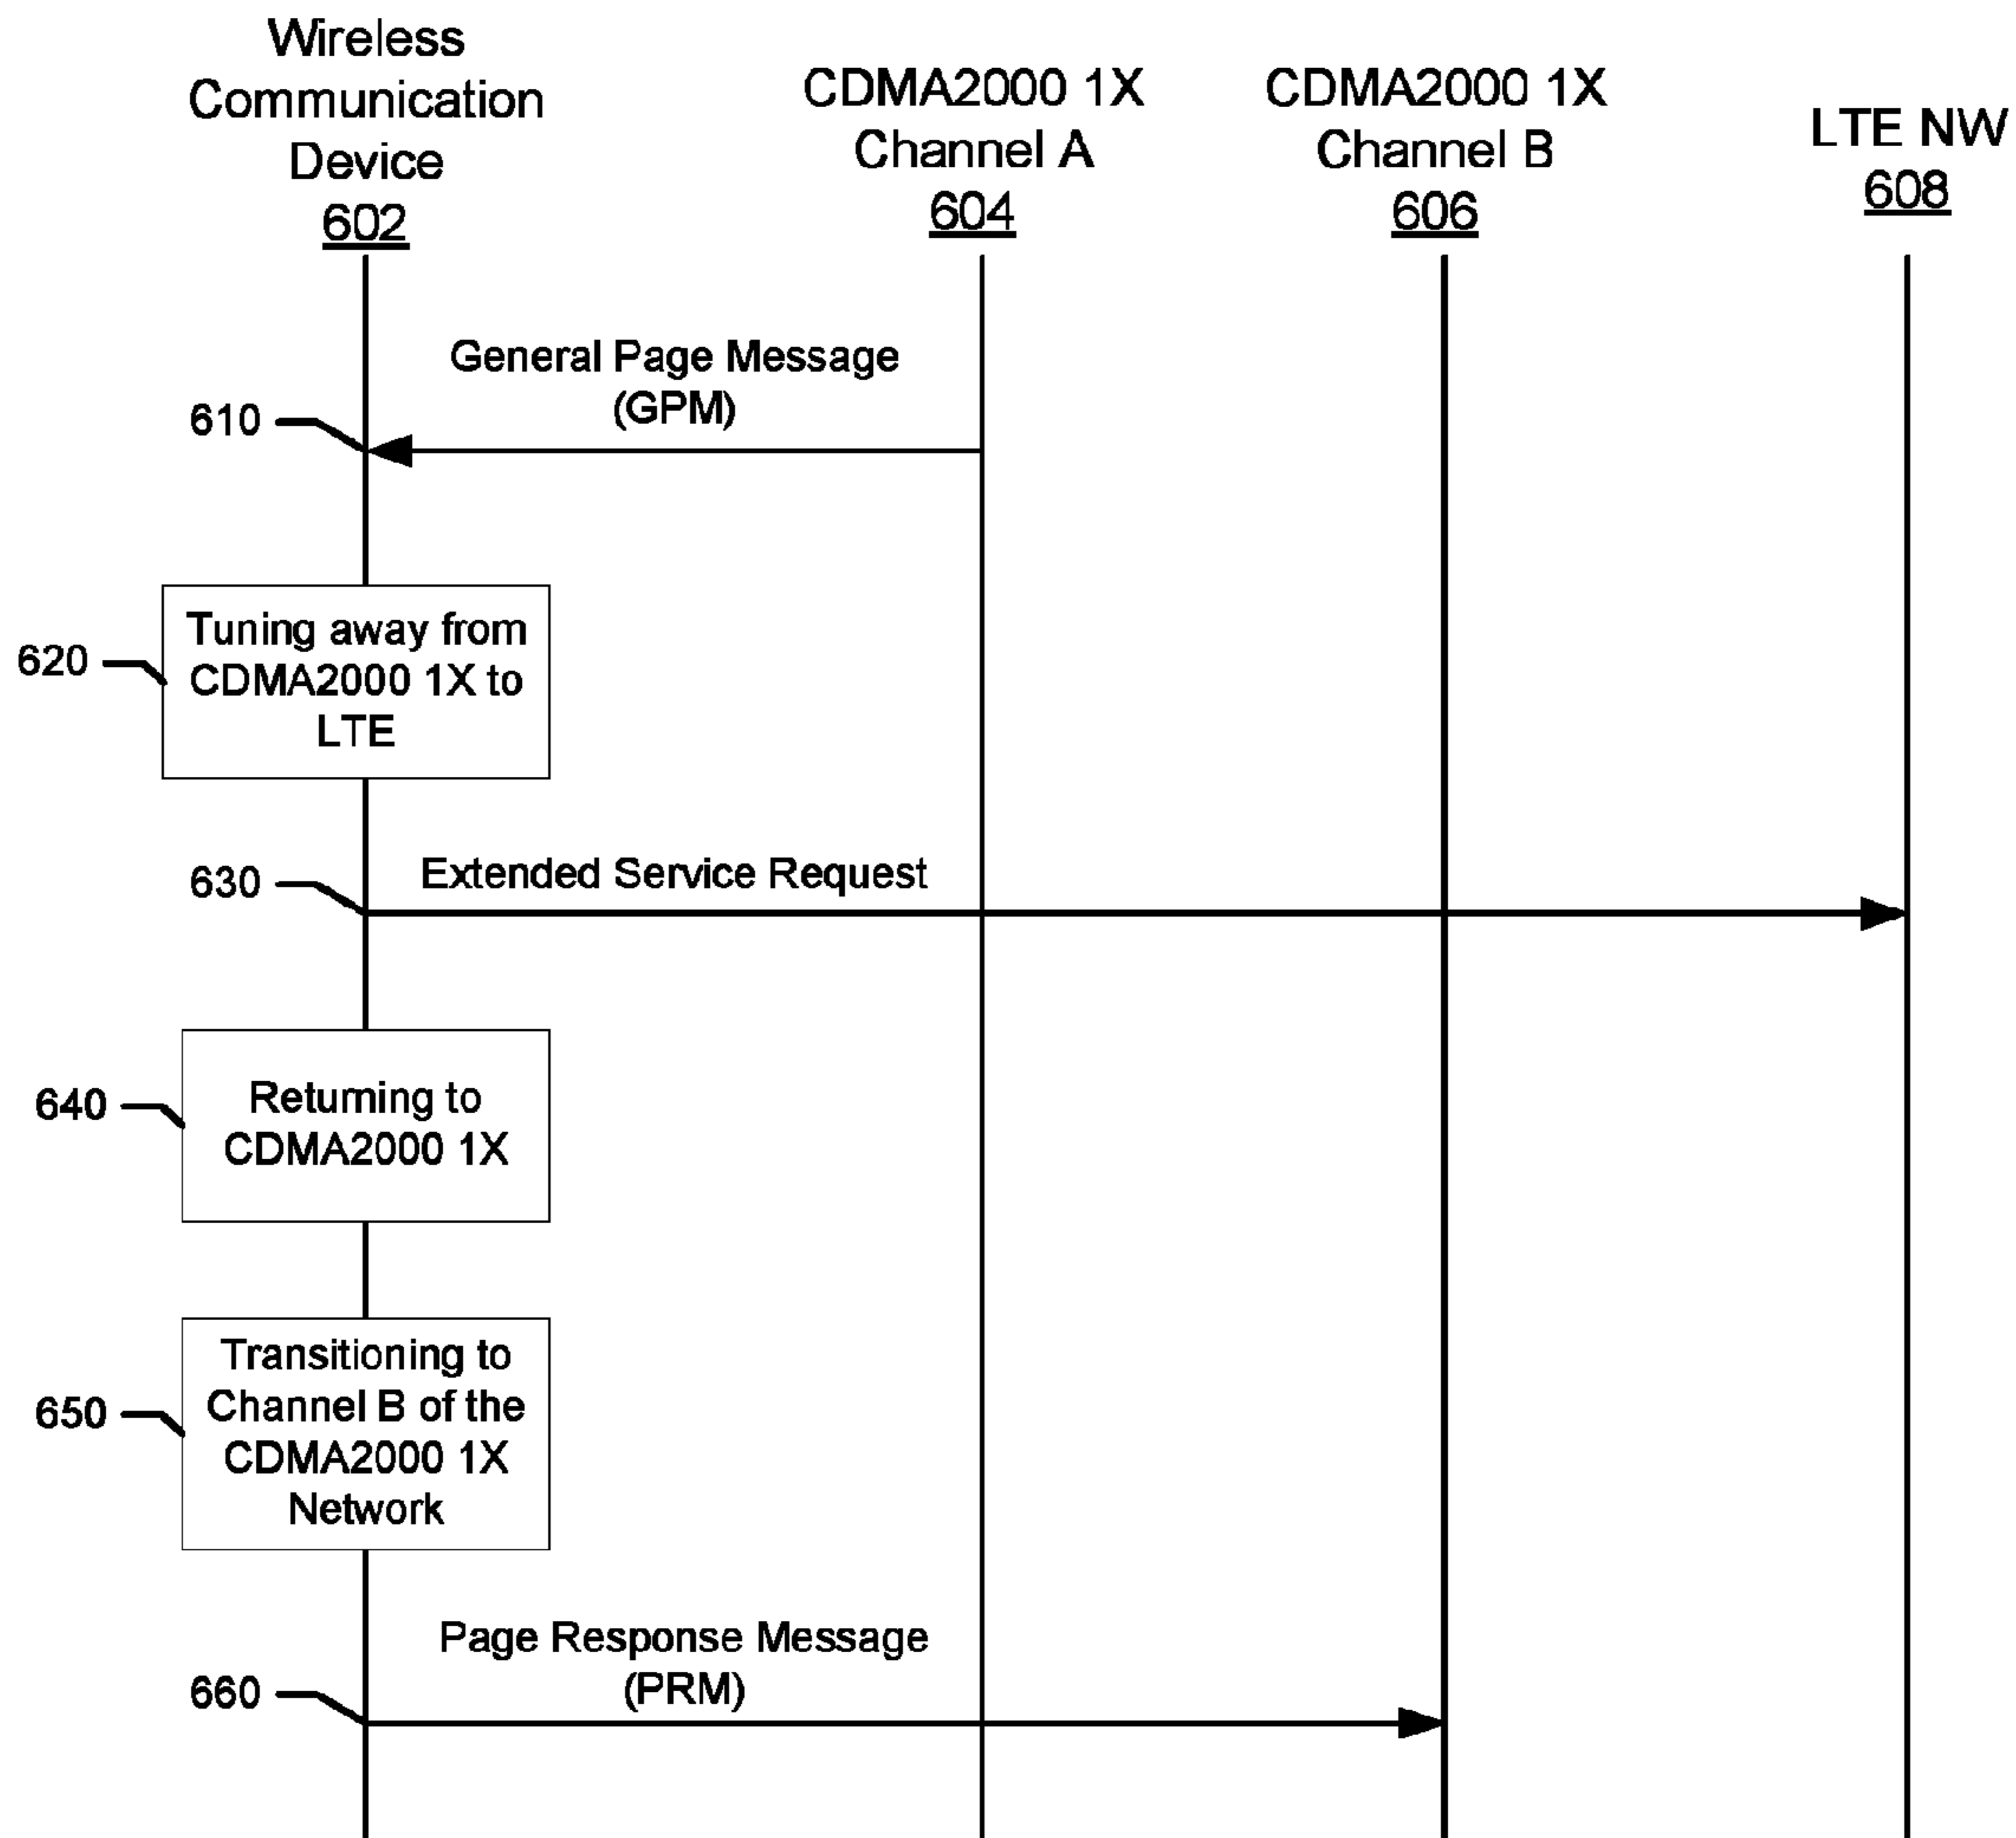 Wireless
Communication
Device
602
CDMA2000 1X
Channel A
604
CDMA2000 1X
Channel B
606
LTE NW
608
General Page Message
(GPM)
610
Tuning away from
CDMA2000 1X to
LTE
620
Extended Service Request
630
Returning to
CDMA2000 1X
640
Transitioning to
Channel B of the
CDMA2000 1X
Network
650
Page Response Message
(PRM)
660